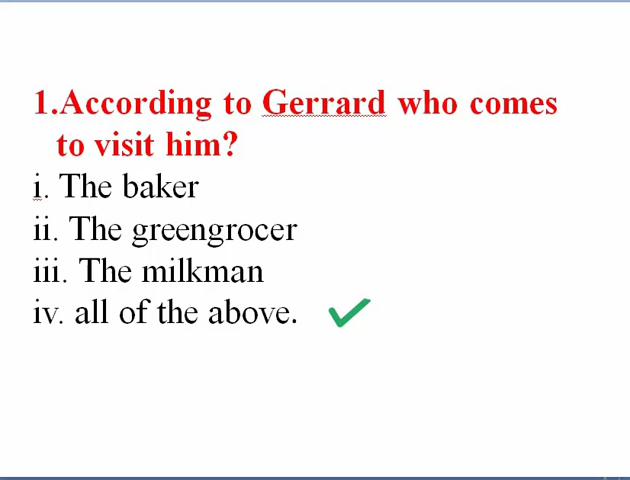 1.According to Gerrard who comes
to visit him?
i. The baker
ii. The greengrocer
iii. The milkman
iv. all of the above.